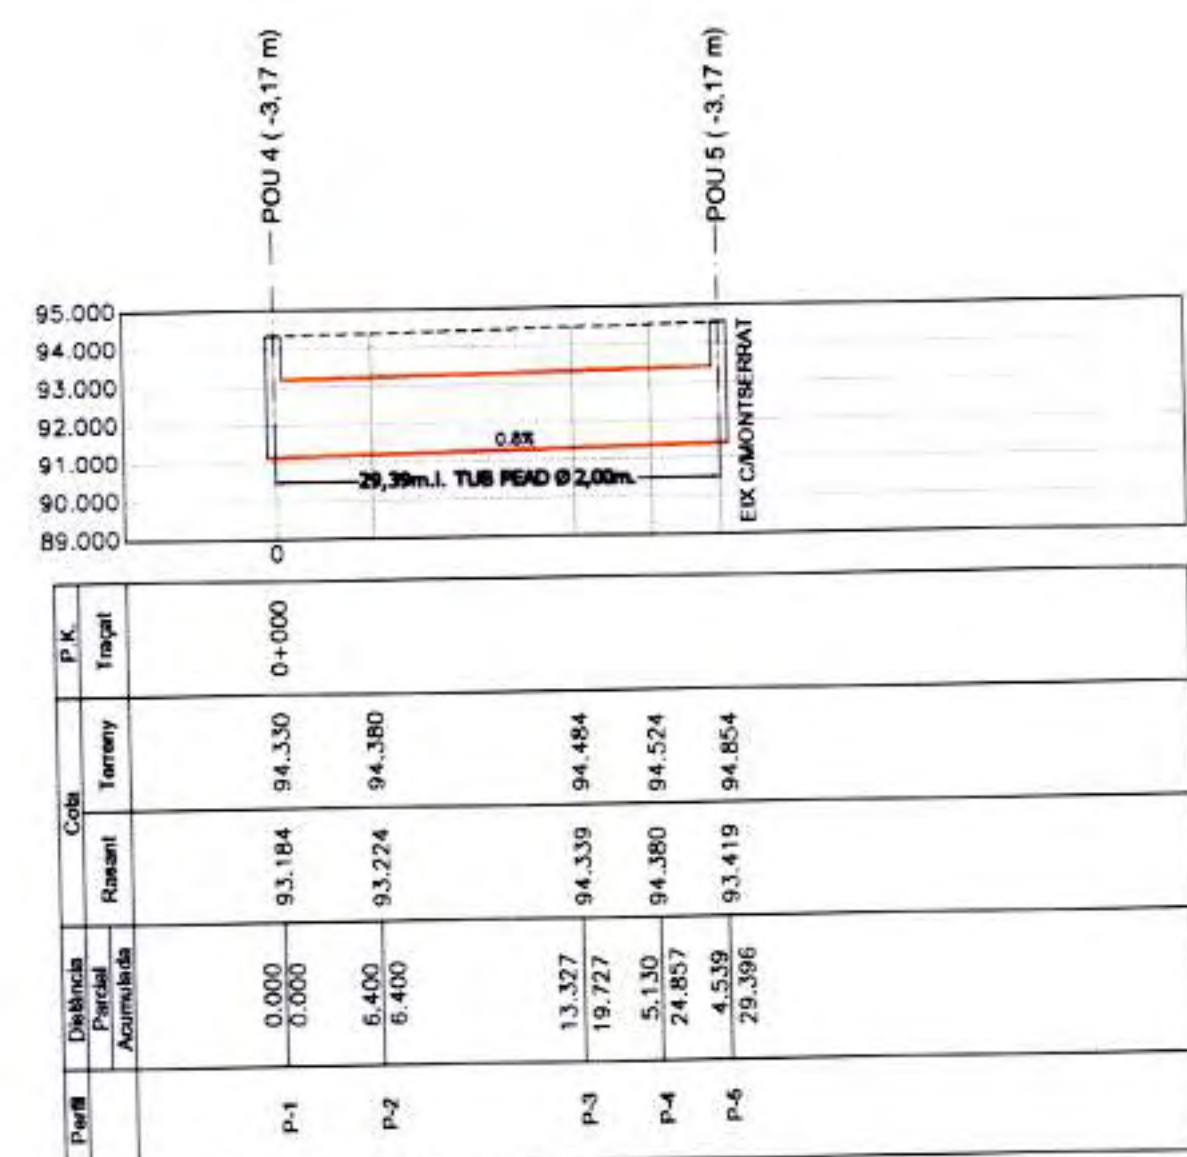 POU 4 ( -3,17 m)
POU 5 ( -3,17 m)
95.000
94.000
93.000
92.000
91.000
90.000
89.000
0.8%
29,39m.l. TUB PEAD Ø 2,00m.
EIX C/MONTSERRAT
0
P.K.
Traçat
0+000
Cota
Terreny
94.330
94.380
94.484
94.524
94.854
Rasant
93.184
93.224
94.339
94.380
93.419
Distància
Parcial
Acumulada
0.000
0.000
6.400
6.400
13.327
19.727
5.130
24.857
4.539
29.396
Perfil
P-1
P-2
P-3
P-4